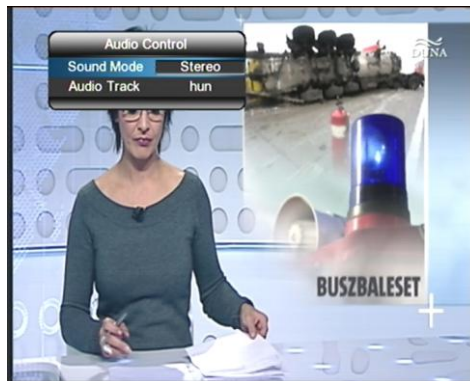 Audio Control
Sound Mode Stereo
Audio Track hun
DUNA
BUSZBALESET